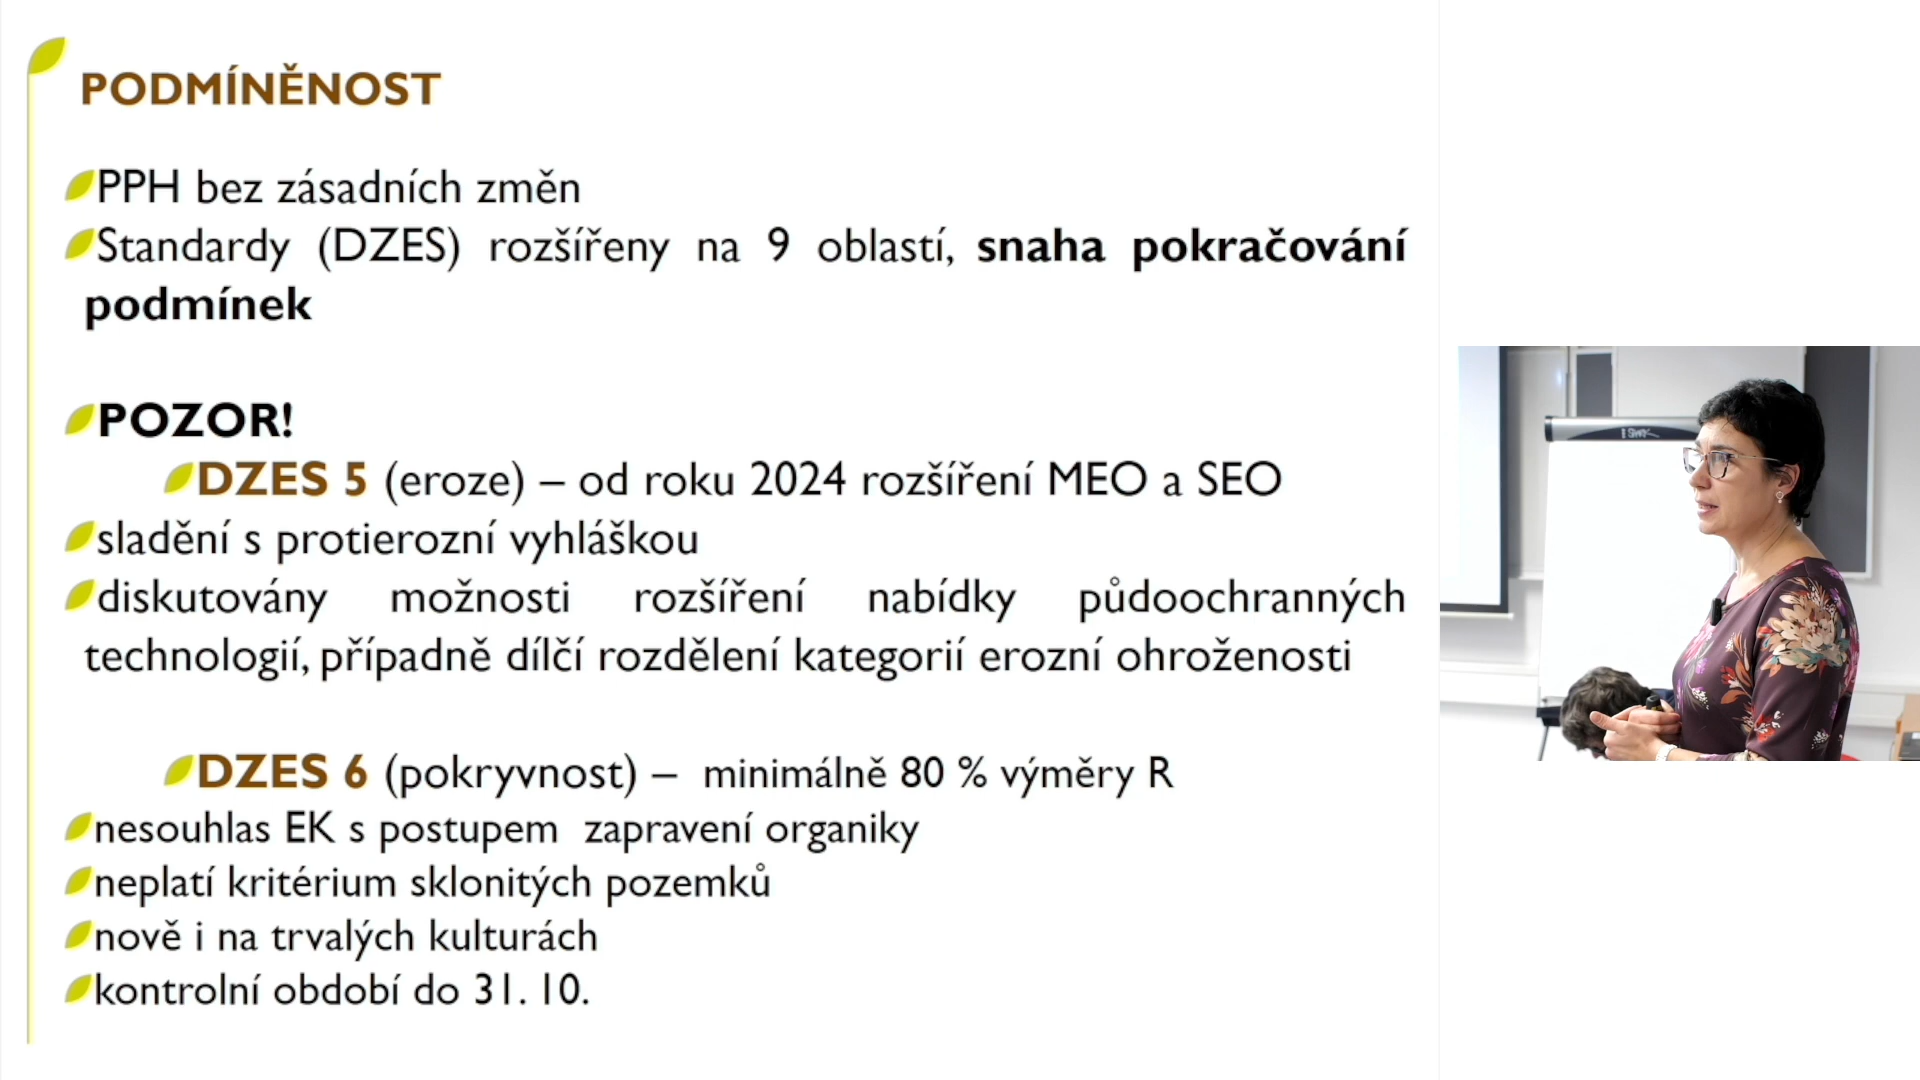 PODMÍNĚNOST
PPH bez zásadních změn
Standardy (DZES) rozšířeny na 9 oblastí, snaha pokračování
podmínek
POZOR!
DZES 5 (eroze) – od roku 2024 rozšíření MEO a SEO
sladění s protierozní vyhláškou
diskutovány možnosti rozšíření nabídky půdoochranných
technologií, případně dílčí rozdělení kategorií erozní ohroženosti
DZES 6 (pokryvnost) – minimálně 80 % výměry R
nesouhlas EK s postupem zapravení organiky
neplatí kritérium sklonitých pozemků
nově i na trvalých kulturách
kontrolní období do 31. 10.